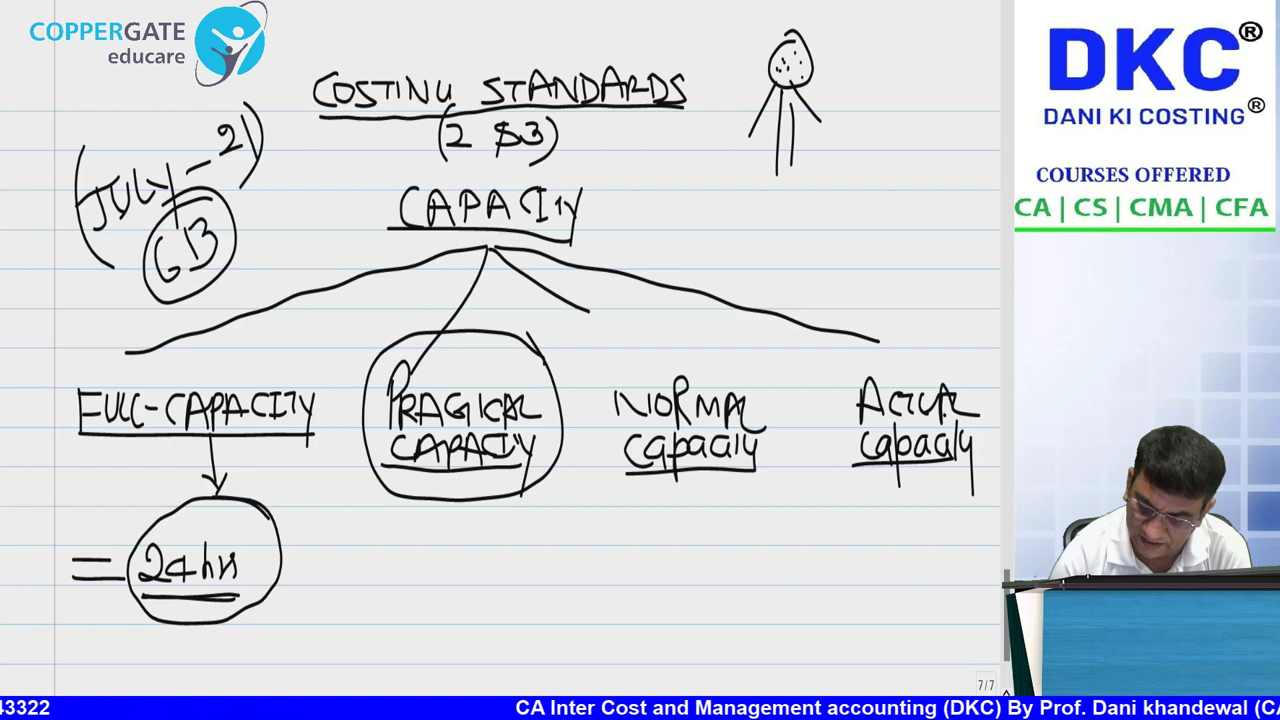 COPPERGATE
educare
COSTING STANDARDS
(2 & 3)
(JULY-21)
CAPACITY
FULL-CAPACITY
PRACTICAL
CAPACITY
NORMAL
Capacity
ACTUAL
Capacity
= 24 hrs
7/7
DKC®
DANI KI COSTING®
COURSES OFFERED
CA | CS | CMA | CFA
43322
CA Inter Cost and Management accounting (DKC) By Prof. Dani khandewal (CA